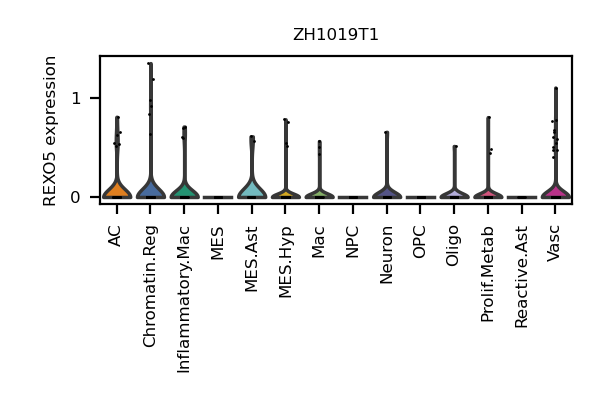 ZH1019T1
REXO5 expression
1
0
AC
Chromatin.Reg
Inflammatory.Mac
MES
MES.Ast
MES.Hyp
Mac
NPC
Neuron
OPC
Oligo
Prolif.Metab
Reactive.Ast
Vasc